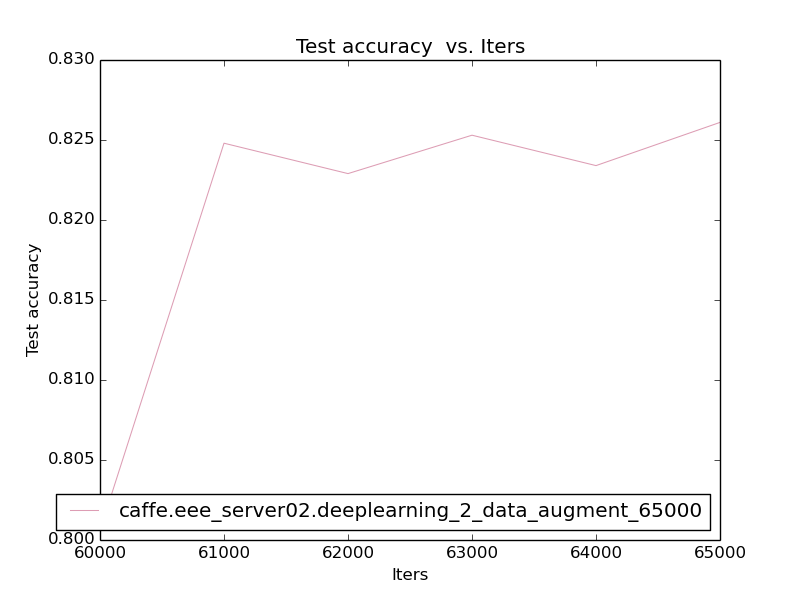 Test accuracy  vs. Iters
0.830
0.825
0.820
0.815
0.810
0.805
0.800
Test accuracy
caffe.eee_server02.deeplearning_2_data_augment_65000
60000 61000 62000 63000 64000 65000
Iters